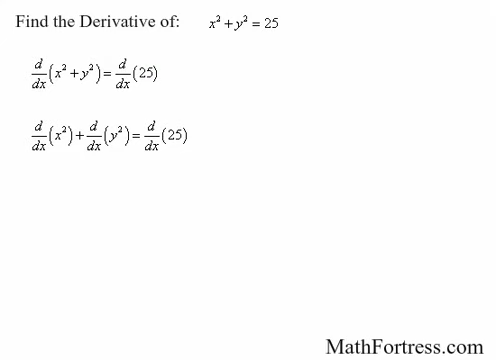 Find the Derivative of: x² + y² = 25
d/dx (x² + y²) = d/dx (25)
d/dx (x²) + d/dx (y²) = d/dx (25)
MathFortress.com